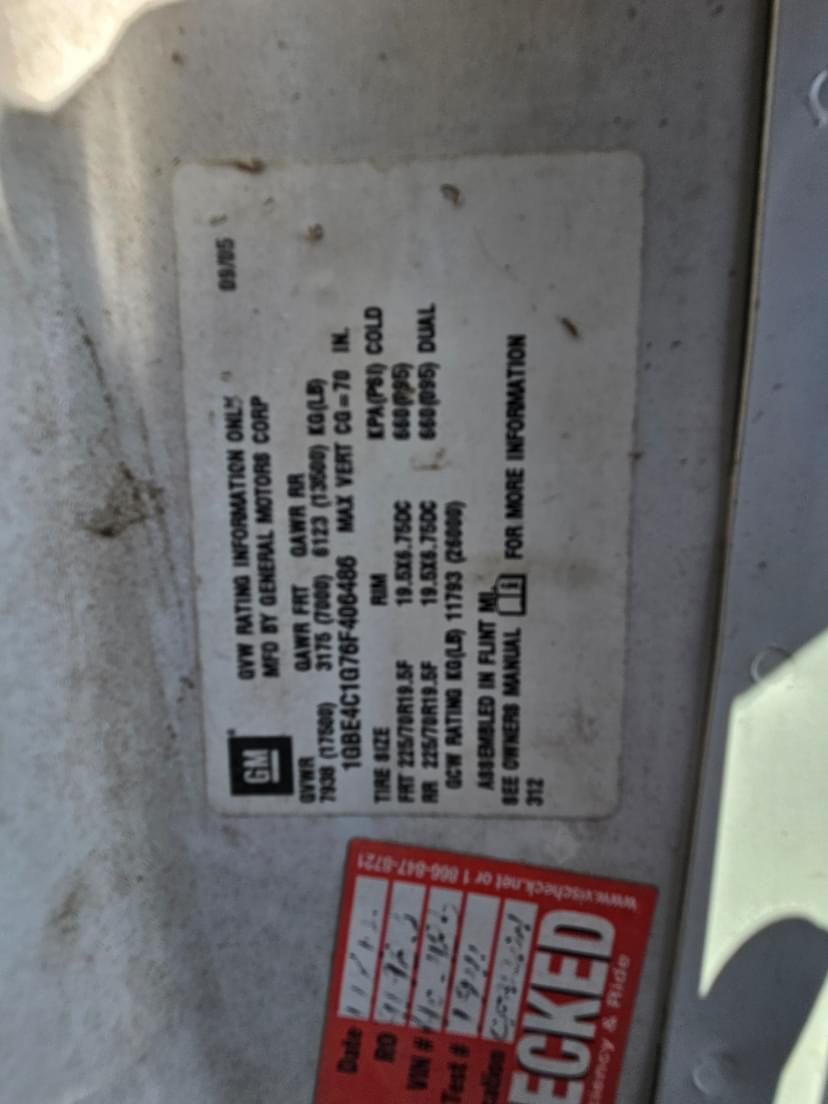 GVW RATING INFORMATION ONLY 09/05
MFD BY GENERAL MOTORS CORP
GM
GVWR GAWR FRT GAWR RR
7938 (17500) 3175 (7000) 6123 (13500) KG(LB)
1GBE4C1G76F406486 MAX VERT CG=70 IN.
TIRE SIZE RIM KPA(PSI) COLD
FRT 225/70R19.5F 19.5X6.75DC 660(095)
RR 225/70R19.5F 19.5X6.75DC 660(095) DUAL
GCW RATING KG(LB) 11793 (26000)
ASSEMBLED IN FLINT MI.
SEE OWNERS MANUAL FOR MORE INFORMATION
312
www.vischeck.net or 1 866-847-8721
Date
RO
VIN #
Test #
ECKED